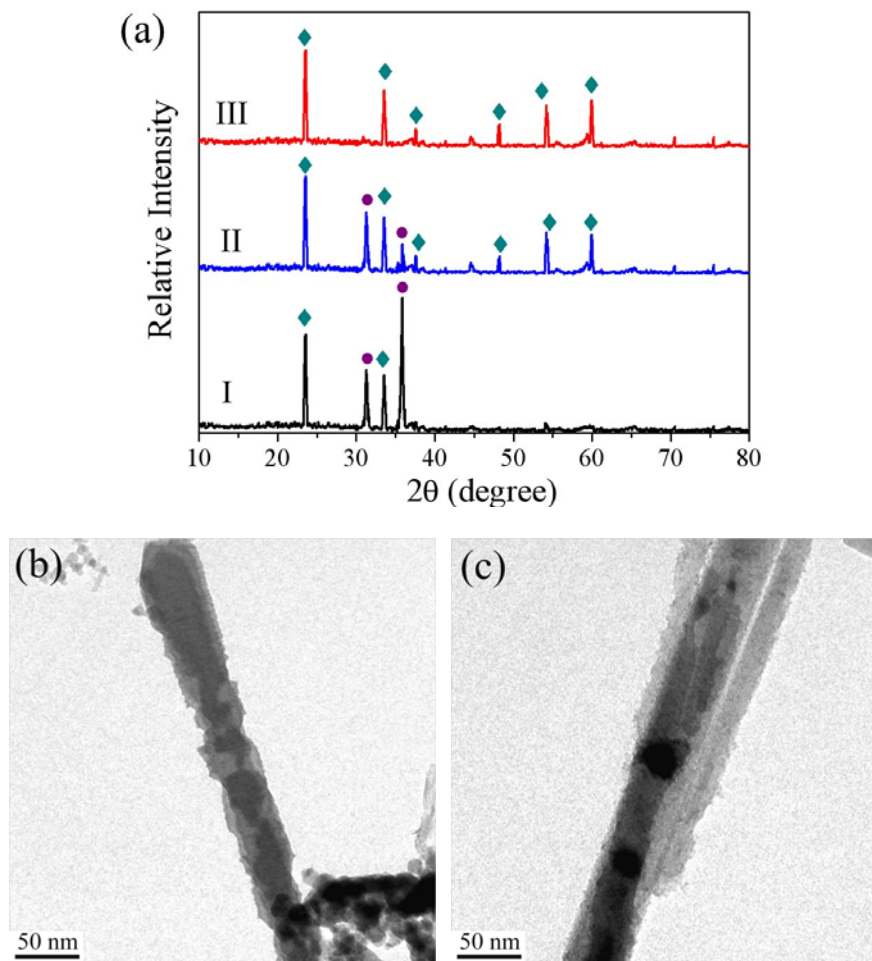 (a)
Relative Intensity
III
II
I
10 20 30 40 50 60 70 80
2θ (degree)
(b)
50 nm
(c)
50 nm